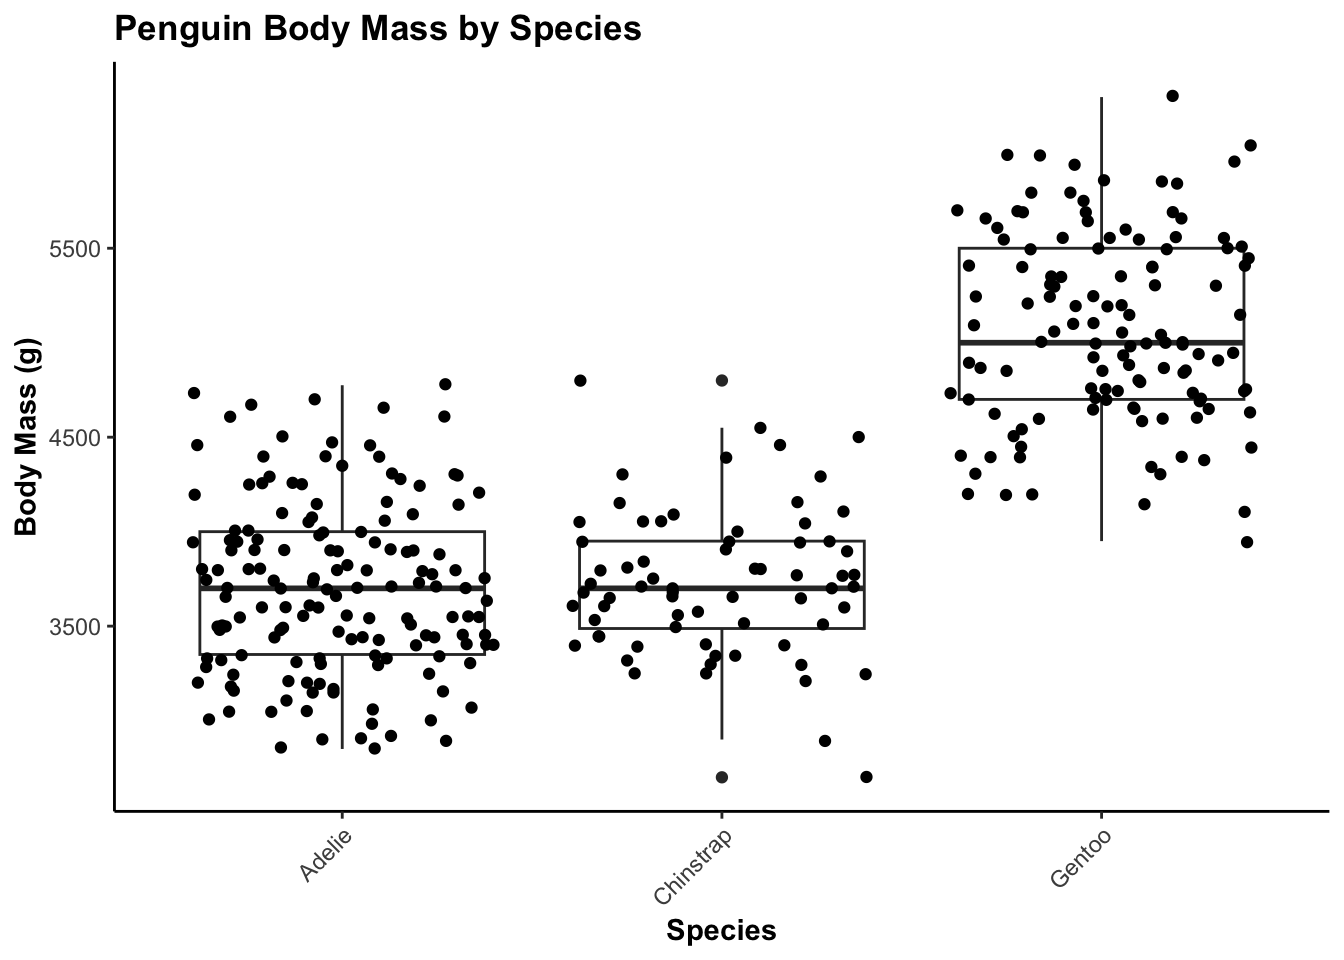 Penguin Body Mass by Species
Body Mass (g)
5500
4500
3500
Adelie
Chinstrap
Gentoo
Species